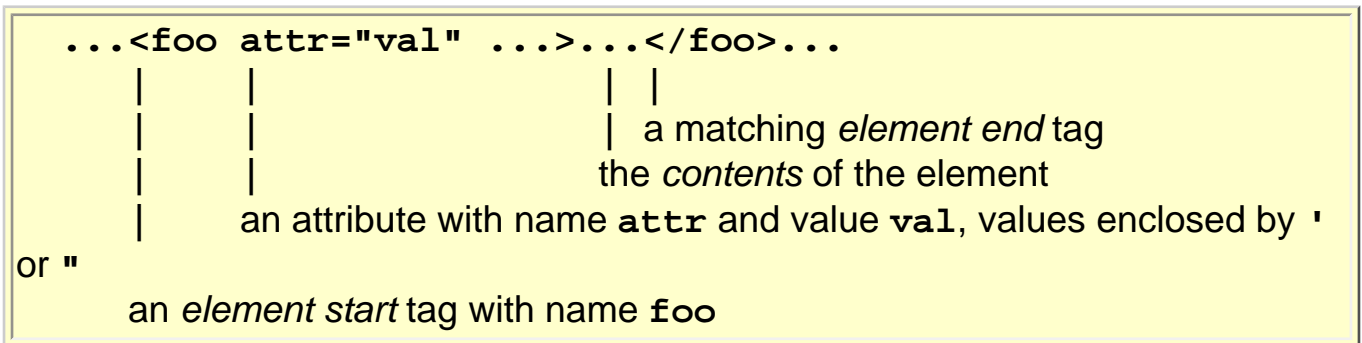 ...<foo attr="val" ...>...</foo>...
| | | |
| | | a matching element end tag
| | the contents of the element
| an attribute with name attr and value val, values enclosed by '
or "
an element start tag with name foo